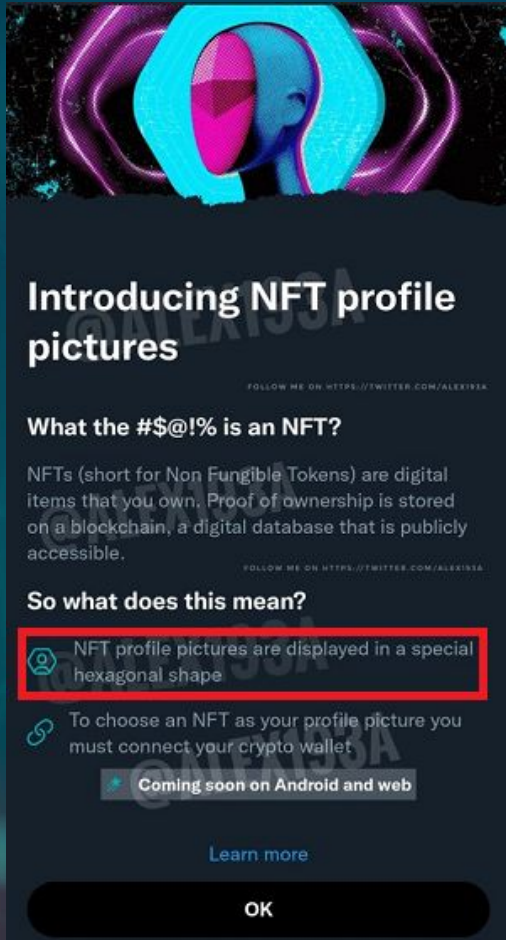 Introducing NFT profile
pictures
@ALEX193A
FOLLOW ME ON HTTPS://TWITTER.COM/ALEX193A
What the #$@!% is an NFT?
NFTs (short for Non Fungible Tokens) are digital
items that you own. Proof of ownership is stored
on a blockchain, a digital database that is publicly
accessible.
@ALEX193A
FOLLOW ME ON HTTPS://TWITTER.COM/ALEX193A
So what does this mean?
NFT profile pictures are displayed in a special
hexagonal shape
@ALEX193A
To choose an NFT as your profile picture you
must connect your crypto wallet
@ALEX193A
Coming soon on Android and web
Learn more
OK